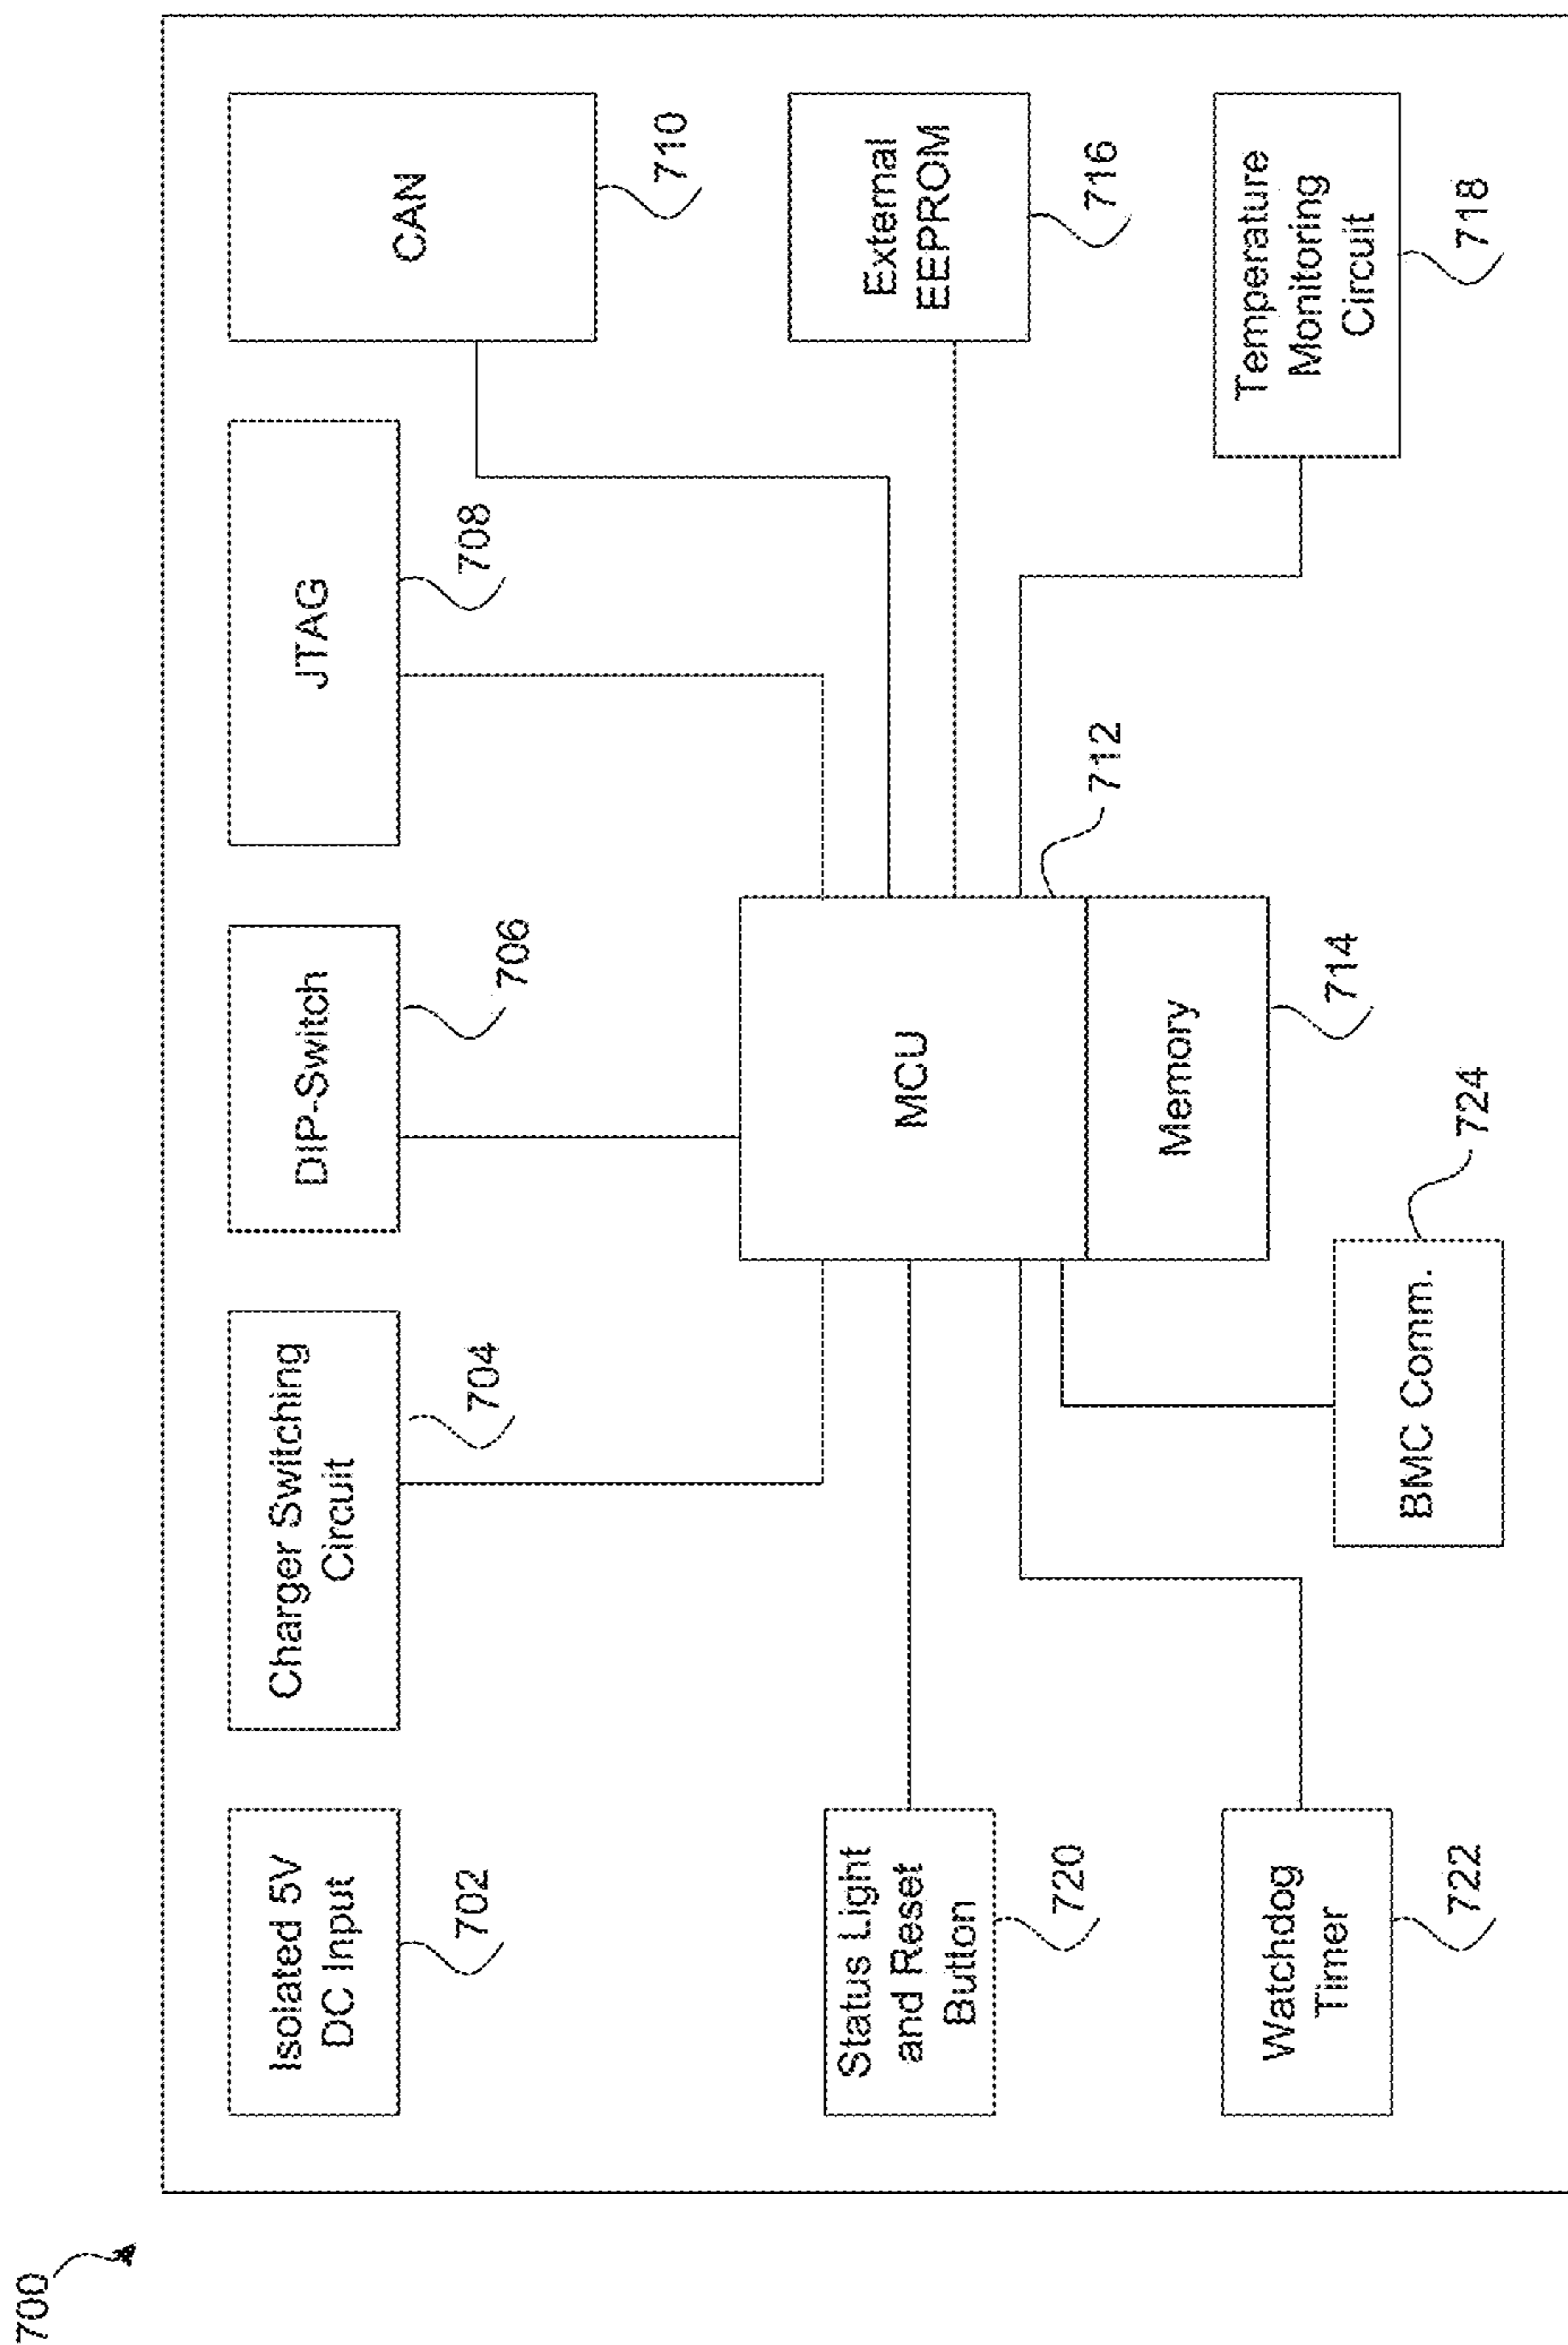 700
Isolated 5V
DC Input
702
Charger Switching
Circuit
704
DIP-Switch
706
JTAG
708
CAN
710
Status Light
and Reset
Button
720
MCU
712
External
EEPROM
716
Watchdog
Timer
722
BMC Comm.
724
Memory
714
Temperature
Monitoring
Circuit
718